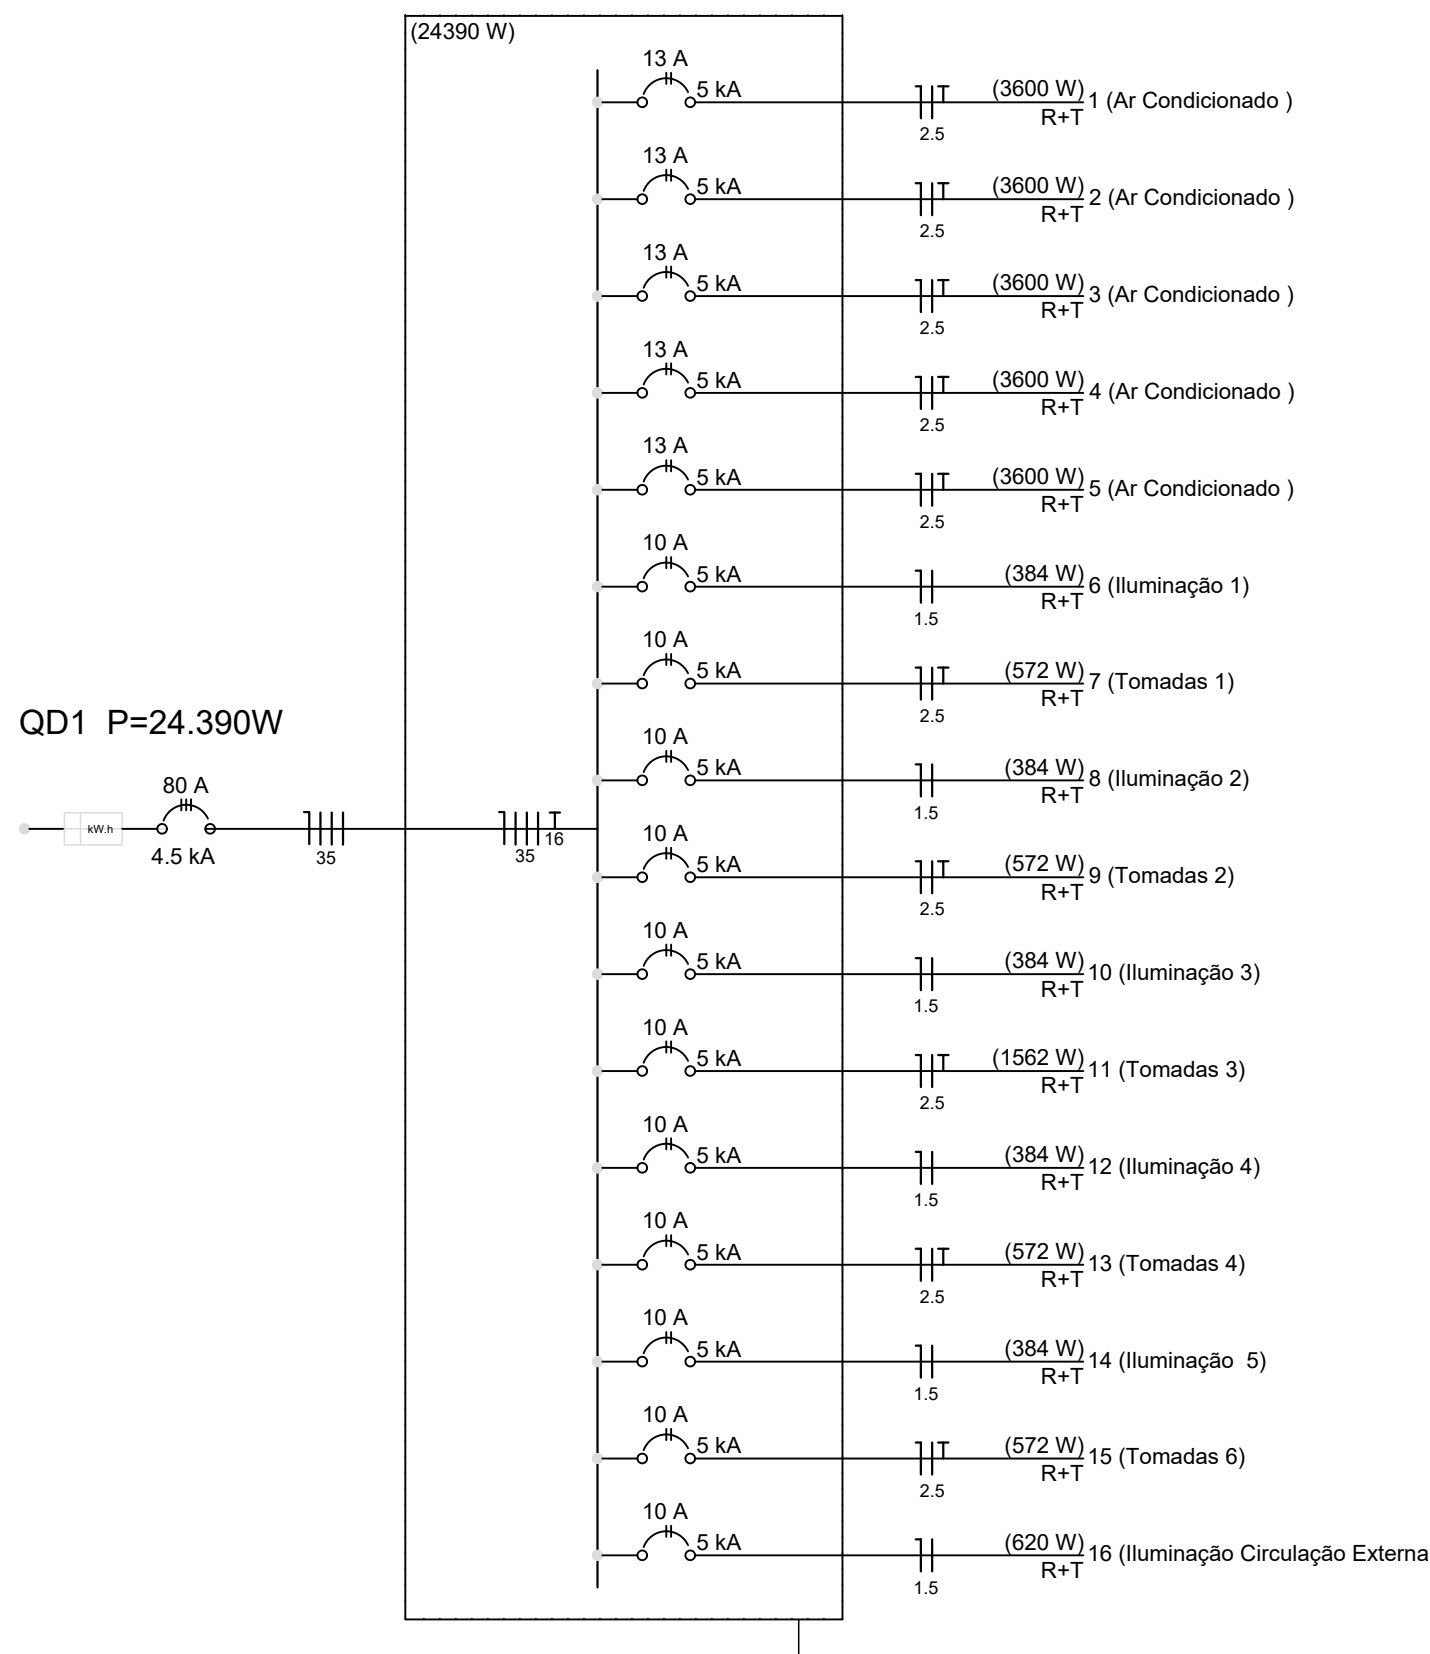 (24390 W)
13 A
5 kA
2.5
(3600 W)
R+T
1 (Ar Condicionado )
13 A
5 kA
2.5
(3600 W)
R+T
2 (Ar Condicionado )
13 A
5 kA
2.5
(3600 W)
R+T
3 (Ar Condicionado )
13 A
5 kA
2.5
(3600 W)
R+T
4 (Ar Condicionado )
13 A
5 kA
2.5
(3600 W)
R+T
5 (Ar Condicionado )
10 A
5 kA
1.5
(384 W)
R+T
6 (Iluminação 1)
10 A
5 kA
2.5
(572 W)
R+T
7 (Tomadas 1)
QD1 P=24.390W
80 A
kW.h
4.5 kA
35
35
16
10 A
5 kA
1.5
(384 W)
R+T
8 (Iluminação 2)
10 A
5 kA
2.5
(572 W)
R+T
9 (Tomadas 2)
10 A
5 kA
1.5
(384 W)
R+T
10 (Iluminação 3)
10 A
5 kA
2.5
(1562 W)
R+T
11 (Tomadas 3)
10 A
5 kA
1.5
(384 W)
R+T
12 (Iluminação 4)
10 A
5 kA
2.5
(572 W)
R+T
13 (Tomadas 4)
10 A
5 kA
1.5
(384 W)
R+T
14 (Iluminação 5)
10 A
5 kA
2.5
(572 W)
R+T
15 (Tomadas 6)
10 A
5 kA
1.5
(620 W)
R+T
16 (Iluminação Circulação Externa